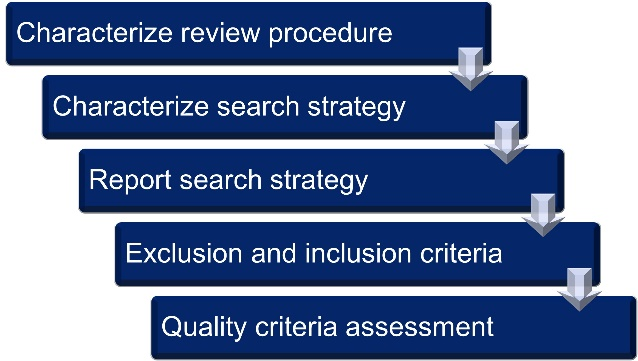 Characterize review procedure
Characterize search strategy
Report search strategy
Exclusion and inclusion criteria
Quality criteria assessment